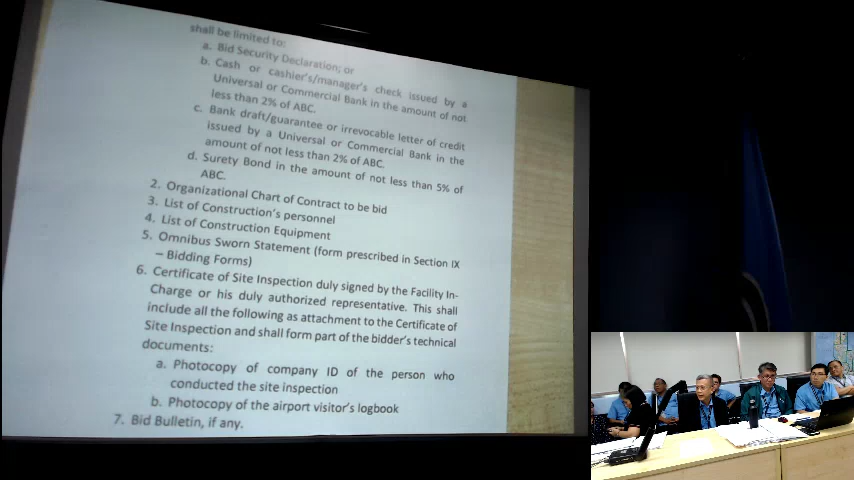 shall be limited to:
a. Bid Security Declaration; or
b. Cash or cashier's/manager's check issued by a
Universal or Commercial Bank in the amount of not
less than 2% of ABC.
c. Bank draft/guarantee or irrevocable letter of credit
issued by a Universal or Commercial Bank in the
amount of not less than 2% of ABC.
d. Surety Bond in the amount of not less than 5% of
ABC.
2. Organizational Chart of Contract to be bid
3. List of Construction's personnel
4. List of Construction Equipment
5. Omnibus Sworn Statement (form prescribed in Section IX
– Bidding Forms)
6. Certificate of Site Inspection duly signed by the Facility In-
Charge or his duly authorized representative. This shall
include all the following as attachment to the Certificate of
Site Inspection and shall form part of the bidder's technical
documents:
a. Photocopy of company ID of the person who
conducted the site inspection
b. Photocopy of the airport visitor's logbook
7. Bid Bulletin, if any.